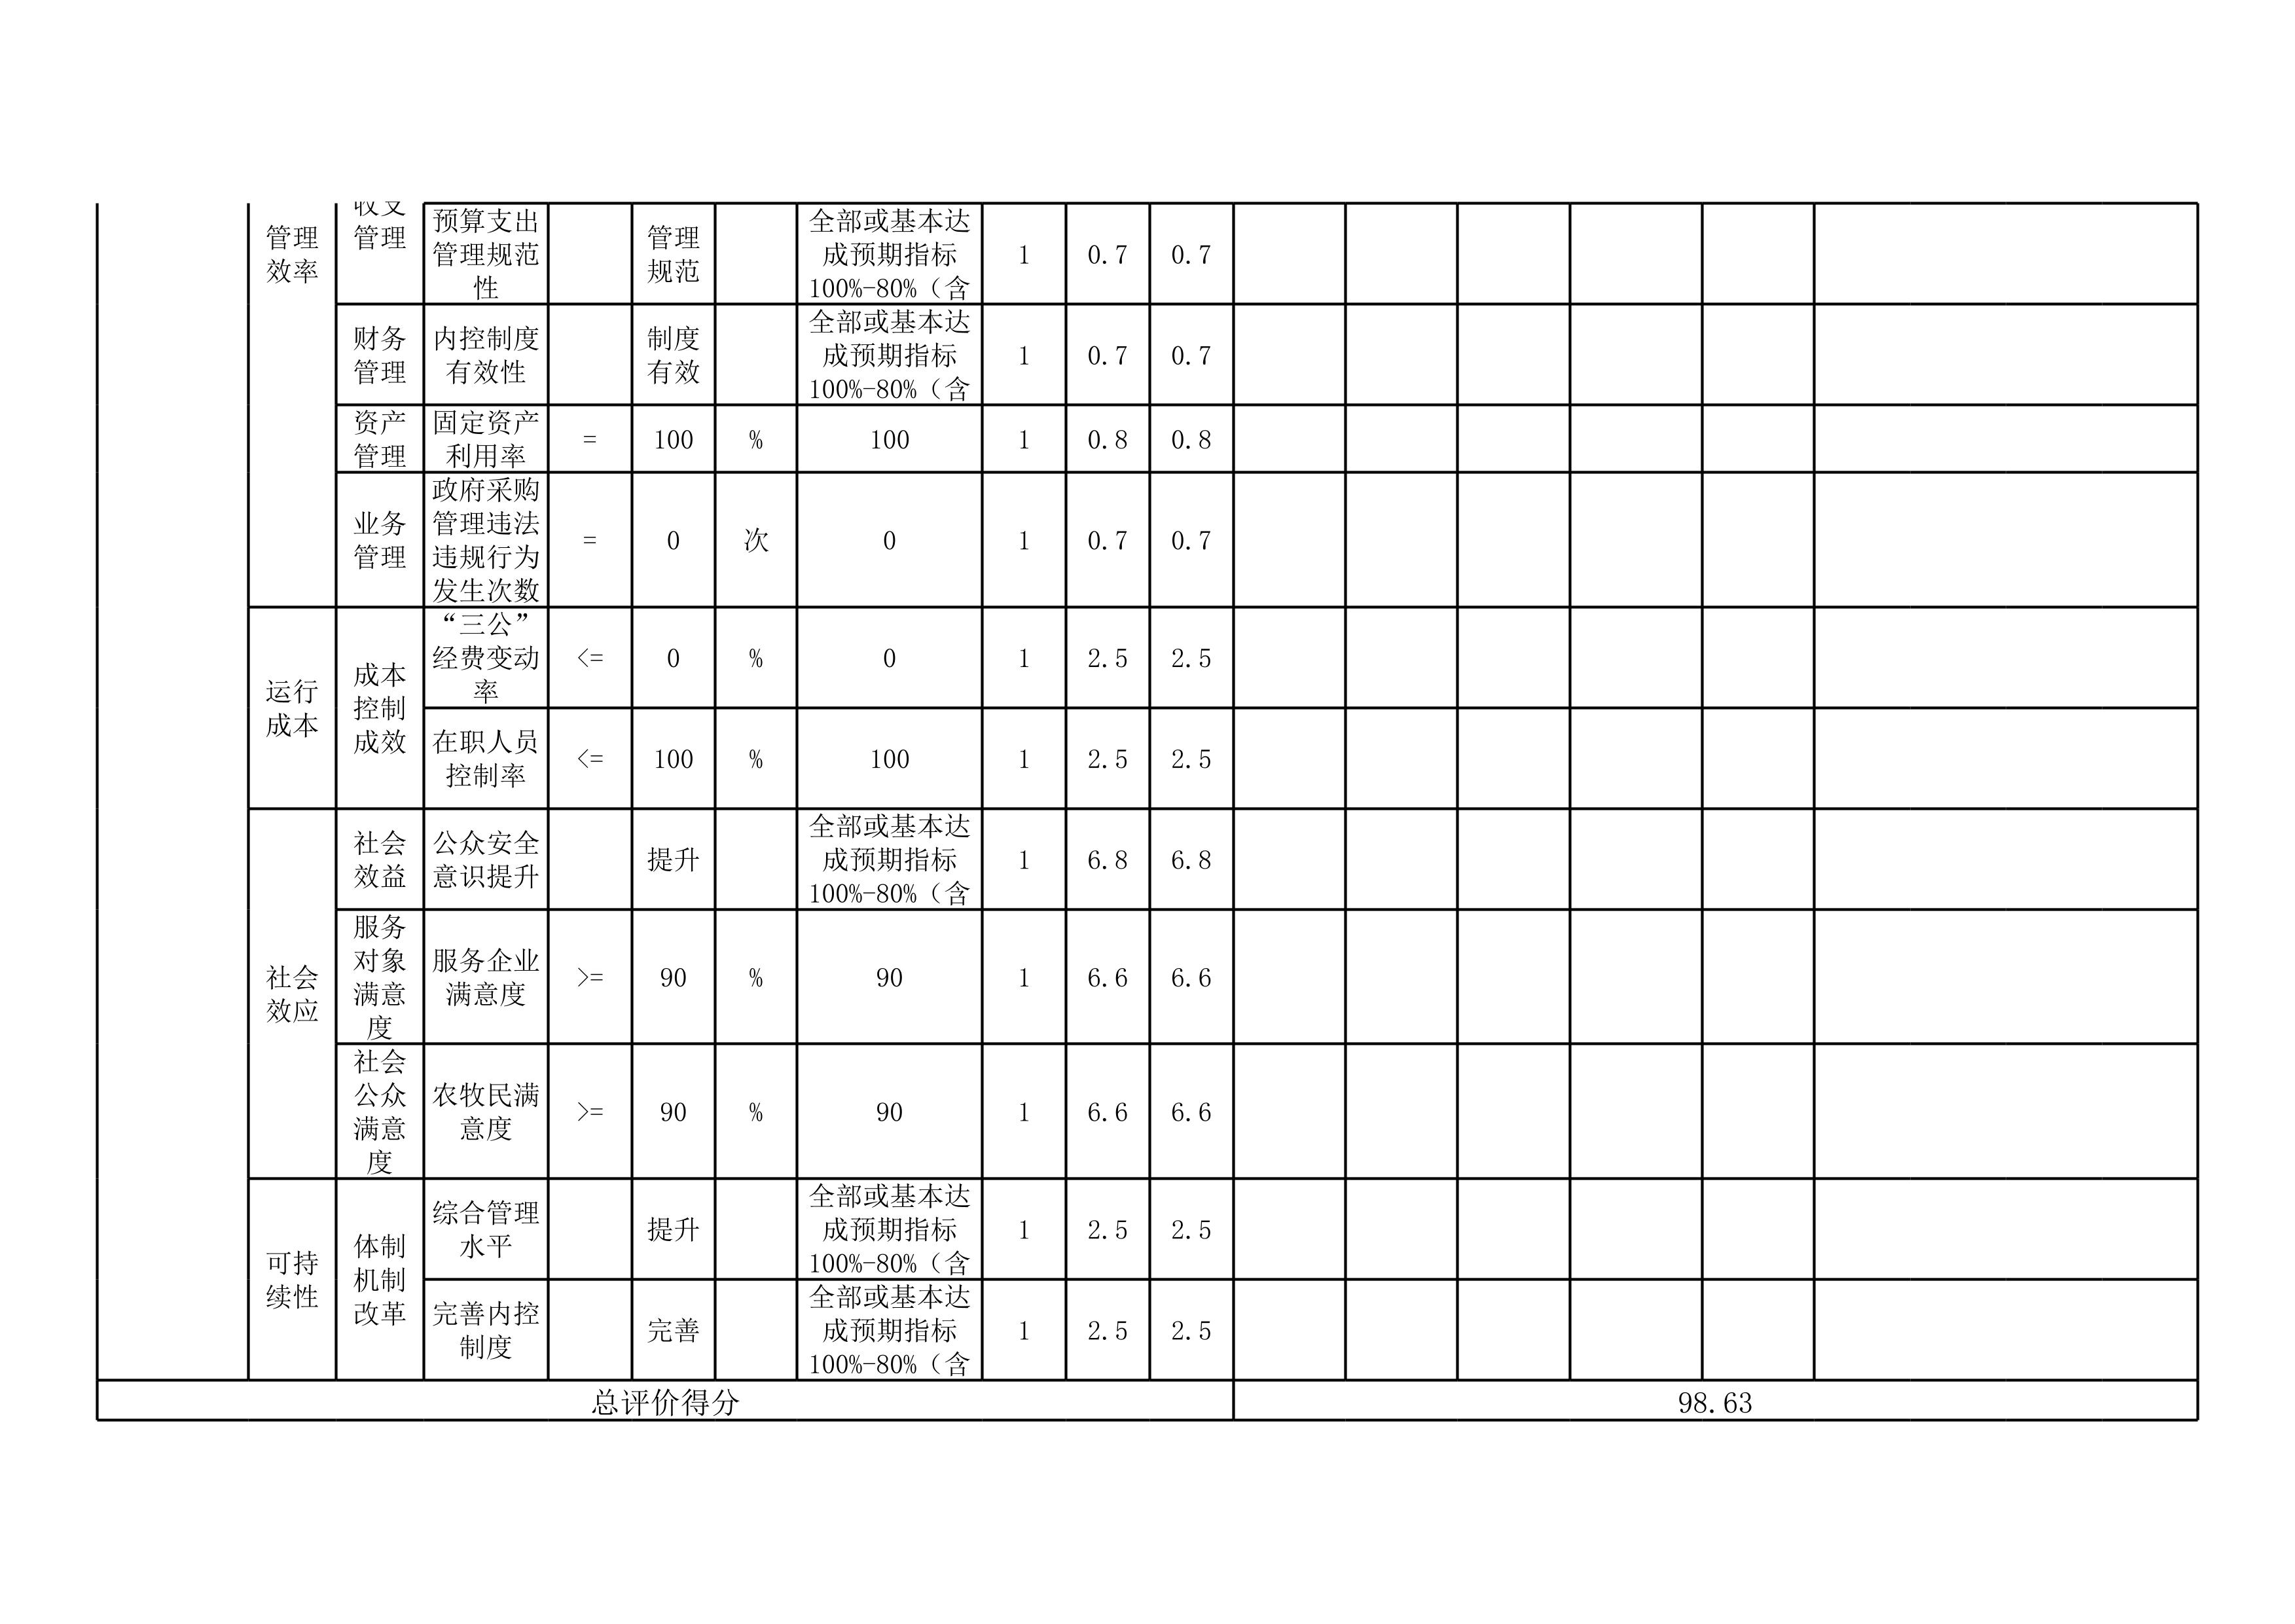 管理
效率
收支
管理
预算支出
管理规范
性
管理
规范
全部或基本达
成预期指标
100%-80%（含
1
0.7
0.7
财务
管理
内控制度
有效性
制度
有效
全部或基本达
成预期指标
100%-80%（含
1
0.7
0.7
资产
管理
固定资产
利用率
=
100
%
100
1
0.8
0.8
业务
管理
政府采购
管理违法
违规行为
发生次数
=
0
次
0
1
0.7
0.7
运行
成本
成本
控制
成效
“三公”
经费变动
率
<=
0
%
0
1
2.5
2.5
在职人员
控制率
<=
100
%
100
1
2.5
2.5
社会
效应
社会
效益
公众安全
意识提升
提升
全部或基本达
成预期指标
100%-80%（含
1
6.8
6.8
服务
对象
满意
度
服务企业
满意度
>=
90
%
90
1
6.6
6.6
社会
公众
满意
度
农牧民满
意度
>=
90
%
90
1
6.6
6.6
可持
续性
体制
机制
改革
综合管理
水平
提升
全部或基本达
成预期指标
100%-80%（含
1
2.5
2.5
完善内控
制度
完善
全部或基本达
成预期指标
100%-80%（含
1
2.5
2.5
总评价得分
98.63